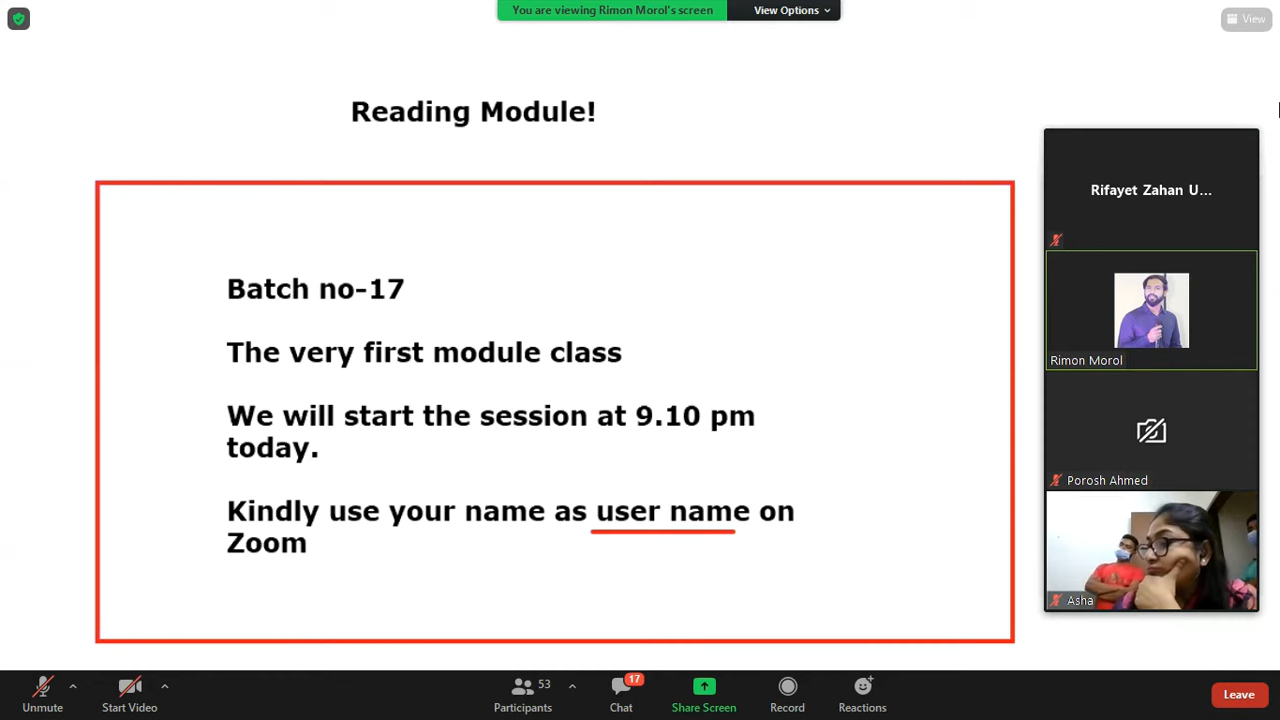 You are viewing Rimon Morol's screen
View Options
View
Reading Module!
Batch no-17
The very first module class
We will start the session at 9.10 pm
today.
Kindly use your name as user name on
Zoom
Rifayet Zahan U...
Rimon Morol
Porosh Ahmed
Asha
Unmute
Start Video
53
Participants
17
Chat
Share Screen
Record
Reactions
Leave